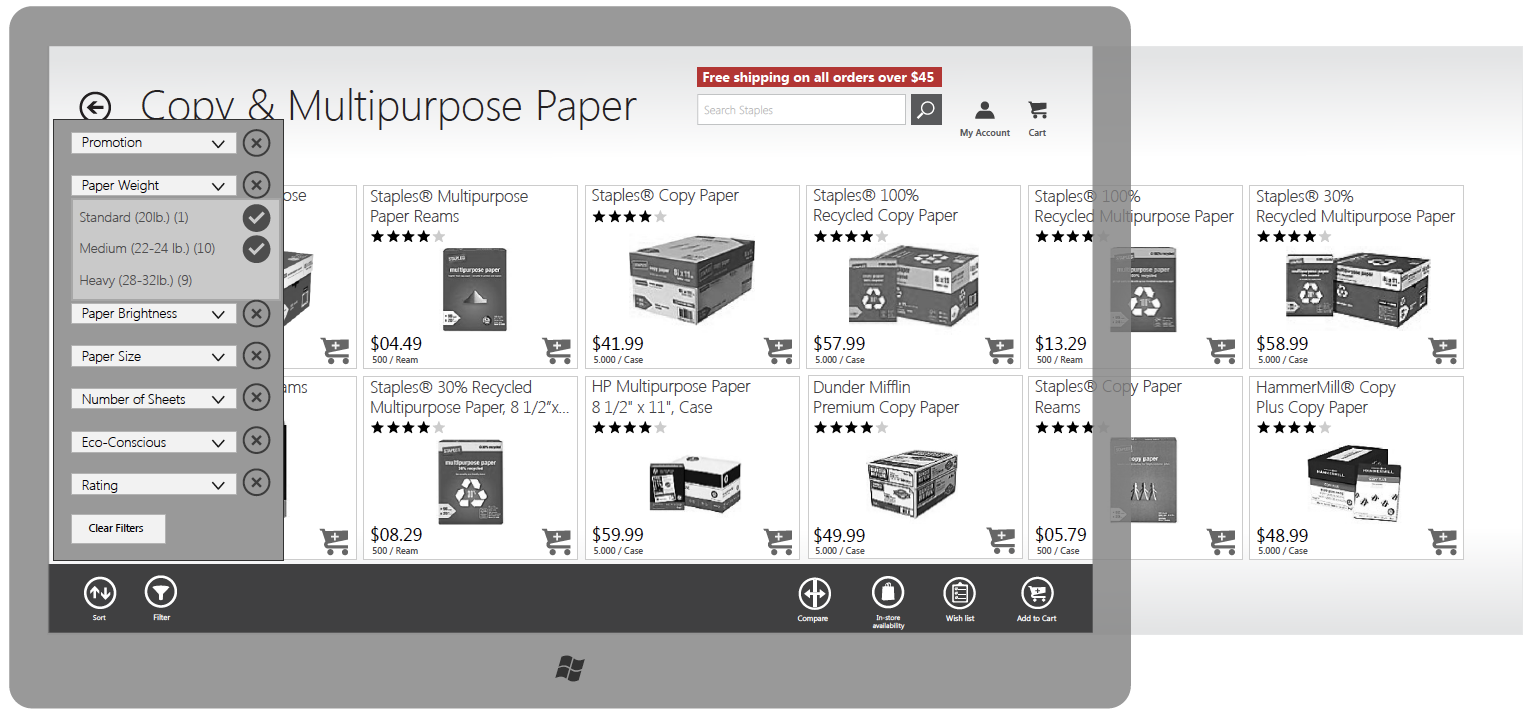 Free shipping on all orders over $45
Copy & Multipurpose Paper
Search Staples
My Account
Cart
Promotion
Paper Weight
Standard (20lb.) (1)
Medium (22-24 lb.) (10)
Heavy (28-32lb.) (9)
Paper Brightness
Paper Size
Number of Sheets
Eco-Conscious
Rating
Clear Filters
ose
Staples® Multipurpose
Paper Reams
multipurpose paper
$04.49
500 / Ream
Staples® Copy Paper
$41.99
5.000 / Case
Staples® 100%
Recycled Copy Paper
$57.99
5.000 / Case
Staples® 100%
Recycled Multipurpose Paper
$13.29
500 / Ream
Staples® 30%
Recycled Multipurpose Paper
$58.99
5.000 / Case
ams
Staples® 30% Recycled
Multipurpose Paper, 8 1/2”x...
multipurpose paper
$08.29
500 / Ream
HP Multipurpose Paper
8 1/2" x 11", Case
$59.99
5.000 / Case
Dunder Mifflin
Premium Copy Paper
$49.99
5.000 / Case
Staples® Copy Paper
Reams
copy paper
$05.79
500 / Ream
HammerMill® Copy
Plus Copy Paper
HAMMERMILL
$48.99
5.000 / Case
Sort
Filter
Compare
In-store
availability
Wish list
Add to Cart